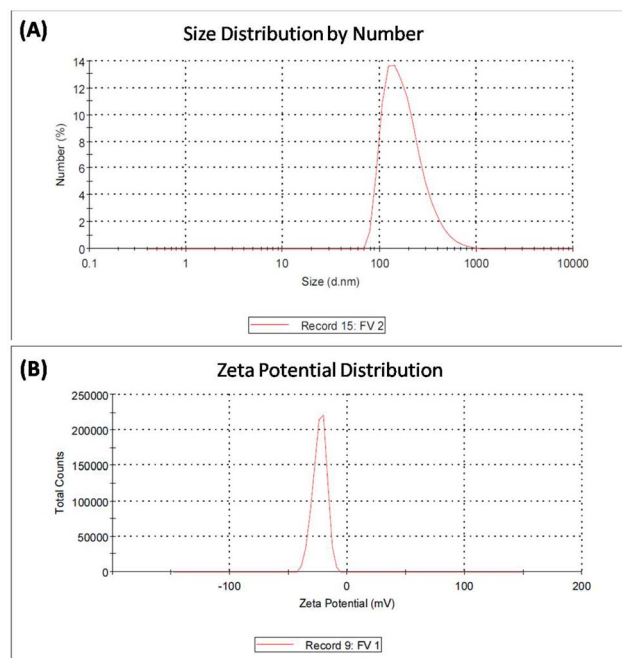 (A)
Size Distribution by Number
14
12
10
8
6
4
2
0
Number (%)
0.1 1 10 100 1000 10000
Size (d.nm)
Record 15: FV 2
(B)
Zeta Potential Distribution
250000
200000
150000
100000
50000
0
Total Counts
-100 0 100 200
Zeta Potential (mV)
Record 9: FV 1